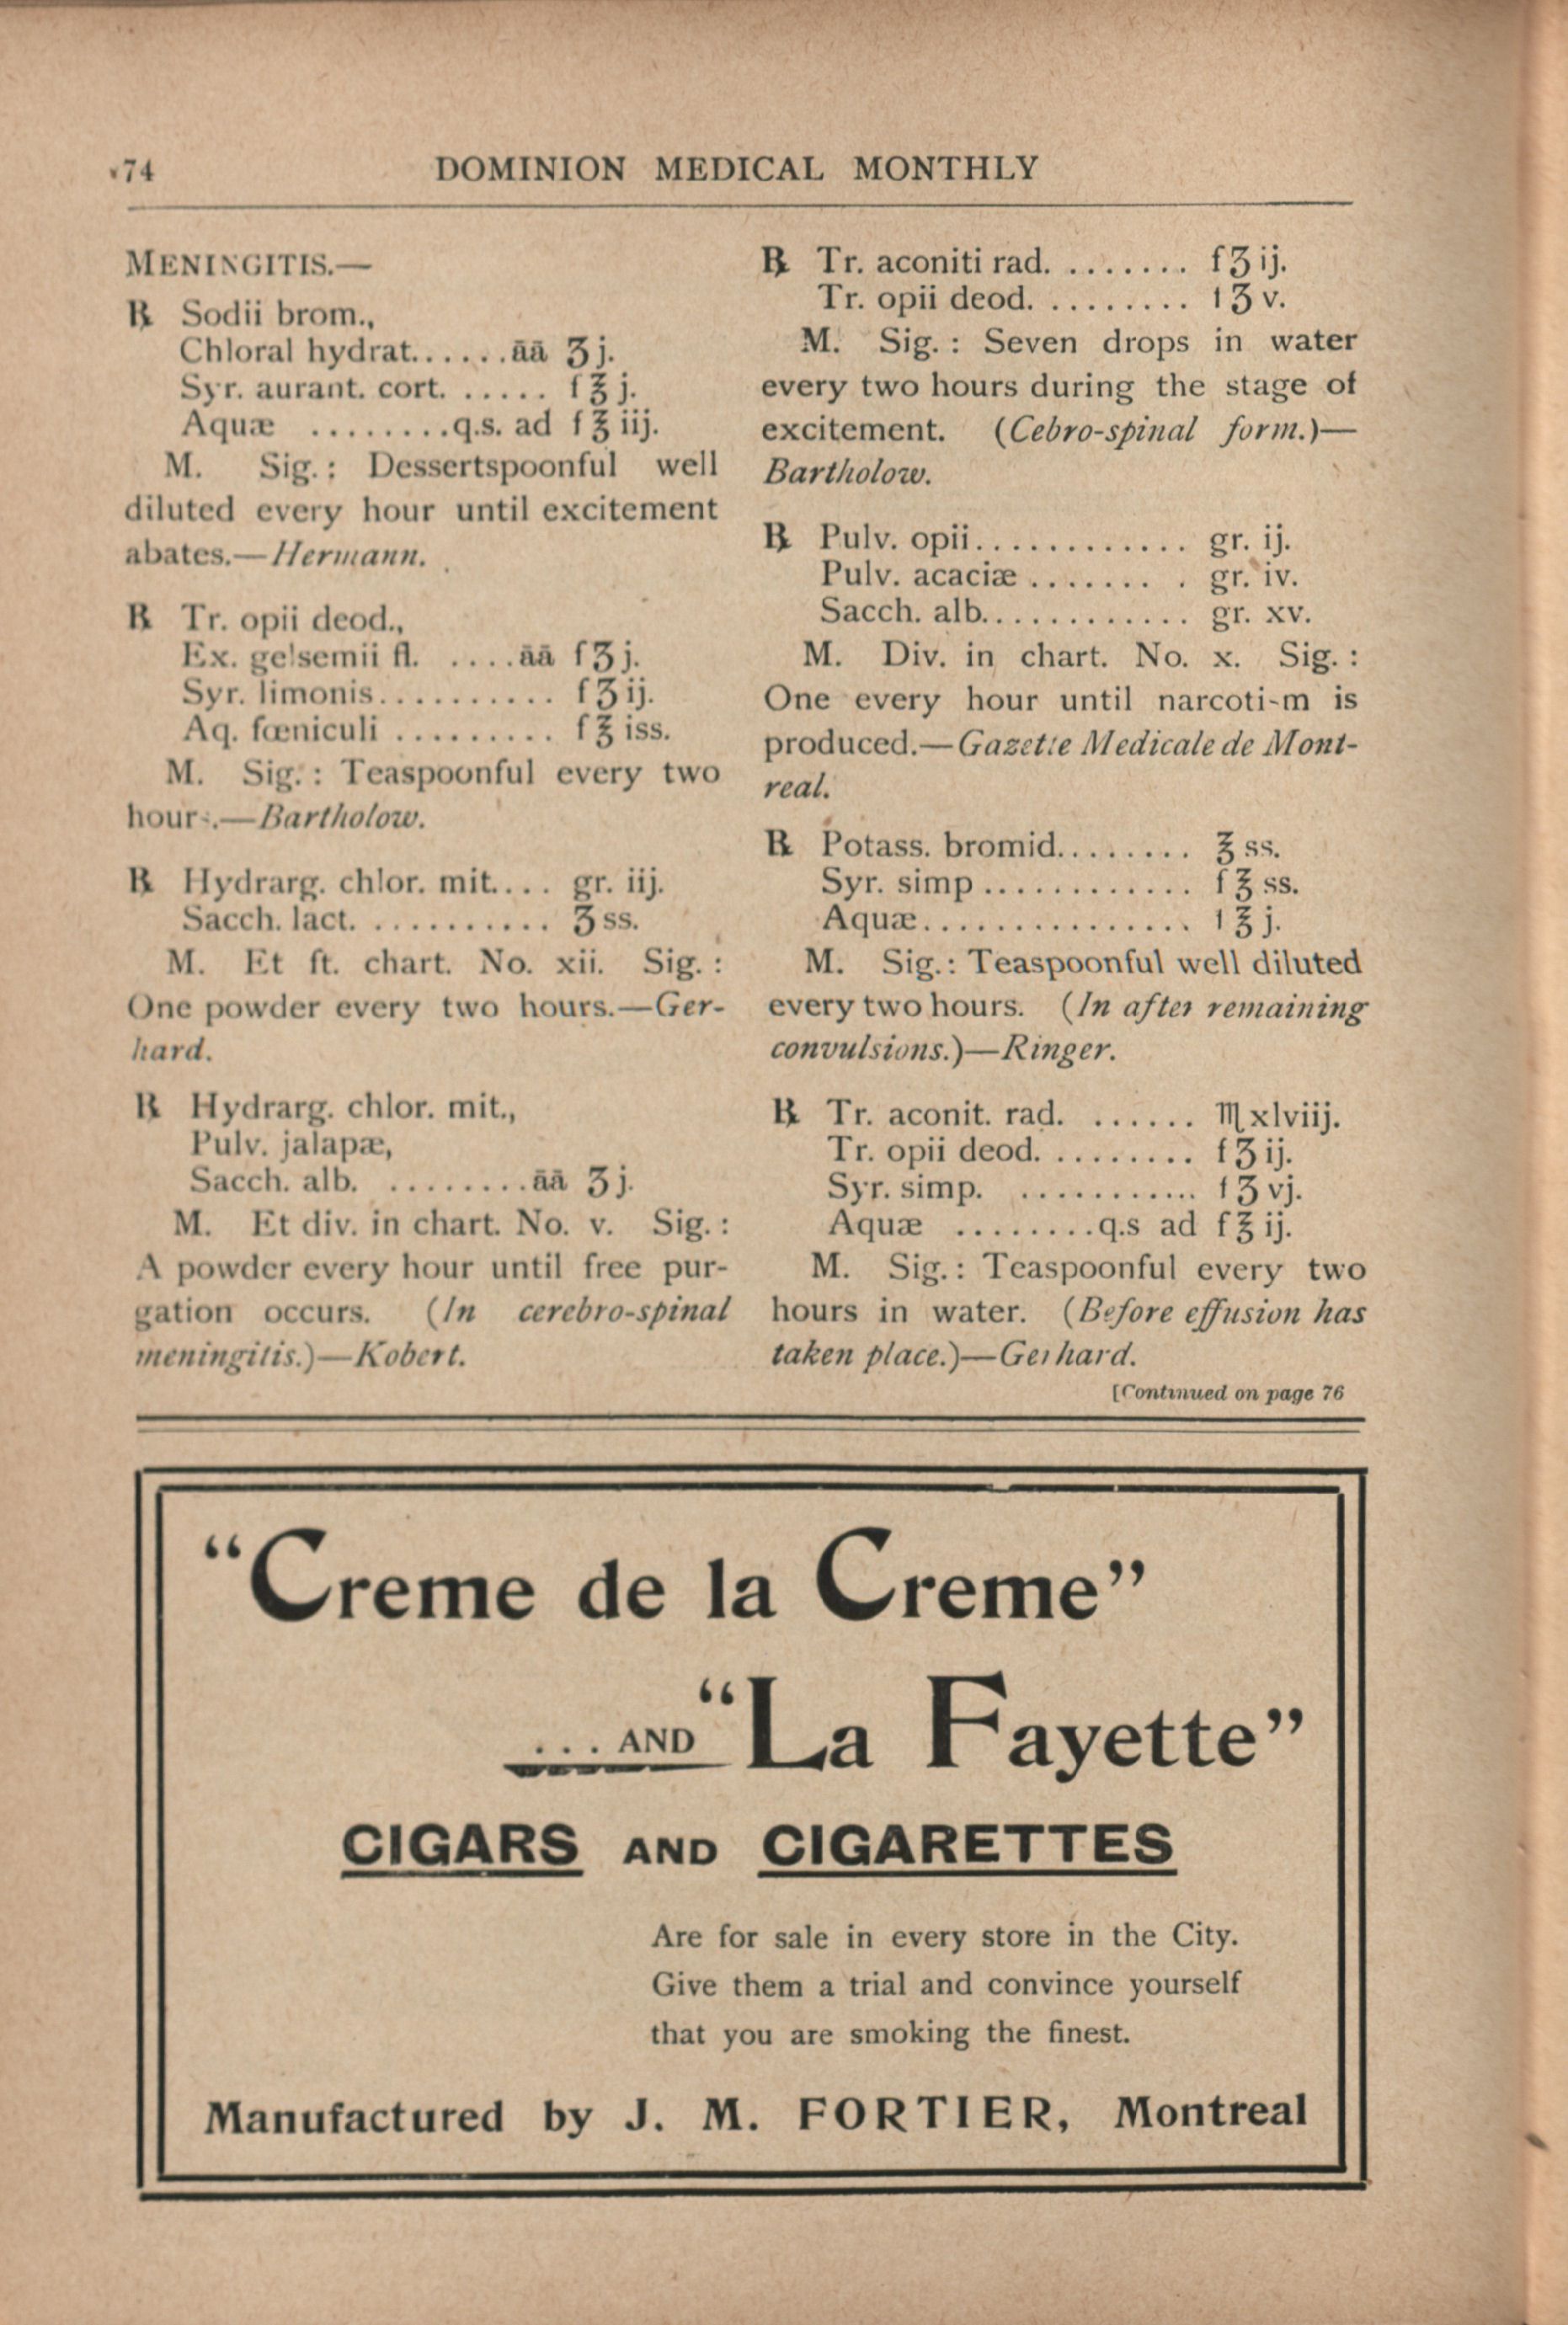 74 DOMINION MEDICAL MONTHLY
MENINGITIS.—
℞ Sodii brom.,
Chloral hydrat......āā ʒ j.
Syr. aurant. cort. ..... f ℥ j.
Aquæ ........q.s. ad f ℥ iij.
M. Sig.: Dessertspoonful well
diluted every hour until excitement
abates.—Hermann.
℞ Tr. opii deod.,
Ex. gelsemii fl. ....āā f ʒ j.
Syr. limonis.......... f ʒ ij.
Aq. fœniculi ......... f ℥ iss.
M. Sig.: Teaspoonful every two
hours.—Bartholow.
℞ Hydrarg. chlor. mit.... gr. iij.
Sacch. lact. .......... ʒ ss.
M. Et ft. chart. No. xii. Sig.:
One powder every two hours.—Ger-
hard.
℞ Hydrarg. chlor. mit.,
Pulv. jalapæ,
Sacch. alb. ........āā ʒ j.
M. Et div. in chart. No. v. Sig.:
A powder every hour until free pur-
gation occurs. (In cerebro-spinal
meningitis.)—Kobert.
℞ Tr. aconiti rad. ....... f ʒ ij.
Tr. opii deod. ........ f ʒ v.
M. Sig.: Seven drops in water
every two hours during the stage of
excitement. (Cebro-spinal form.)—
Bartholow.
℞ Pulv. opii............ gr. ij.
Pulv. acaciæ ....... . gr. iv.
Sacch. alb............ gr. xv.
M. Div. in chart. No. x. Sig.:
One every hour until narcoti-m is
produced.—Gazette Medicale de Mont-
real.
℞ Potass. bromid........ ℥ ss.
Syr. simp ............ f ℥ ss.
Aquæ............... f ℥ j.
M. Sig.: Teaspoonful well diluted
every two hours. (In after remaining
convulsions.)—Ringer.
℞ Tr. aconit. rad. ...... ♏ xlviij.
Tr. opii deod. ........ f ʒ ij.
Syr. simp. ........... f ʒ vj.
Aquæ ........q.s ad f ℥ ij.
M. Sig.: Teaspoonful every two
hours in water. (Before effusion has
taken place.)—Gerhard.
[Continued on page 76
“Creme de la Creme”
...AND “La Fayette”
CIGARS AND CIGARETTES
Are for sale in every store in the City.
Give them a trial and convince yourself
that you are smoking the finest.
Manufactured by J. M. FORTIER, Montreal